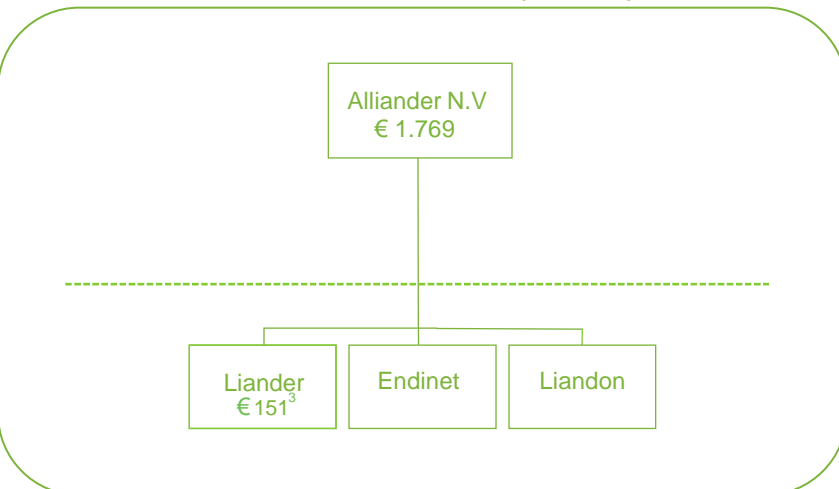 Alliander N.V
€ 1.769
Liander
€ 151³
Endinet
Liandon